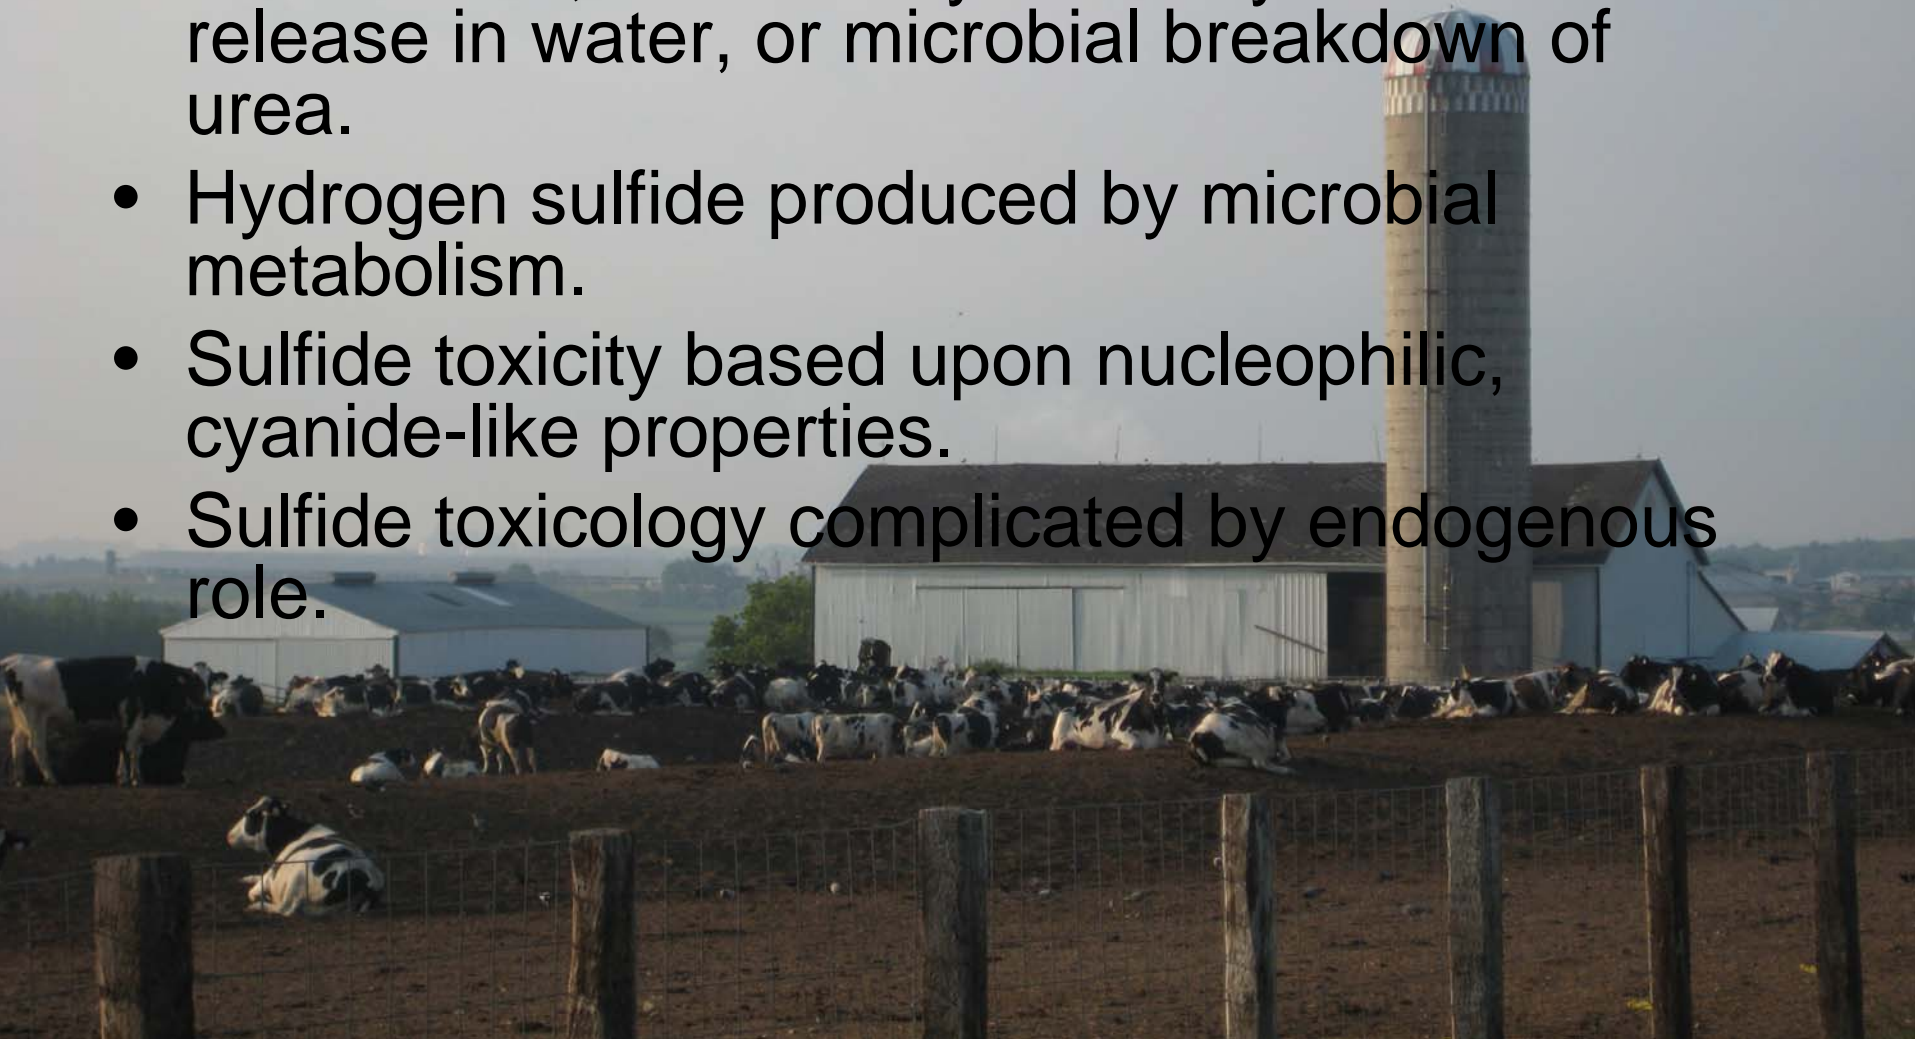 release in water, or microbial breakdown of
urea.
• Hydrogen sulfide produced by microbial
metabolism.
• Sulfide toxicity based upon nucleophilic,
cyanide-like properties.
• Sulfide toxicology complicated by endogenous
role.